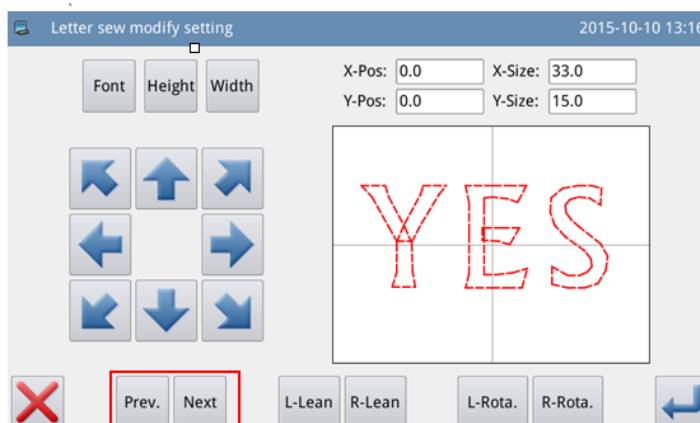 Letter sew modify setting 2015-10-10 13:16
Font Height Width
X-Pos: 0.0 X-Size: 33.0
Y-Pos: 0.0 Y-Size: 15.0
YES
Prev. Next L-Lean R-Lean L-Rota. R-Rota.